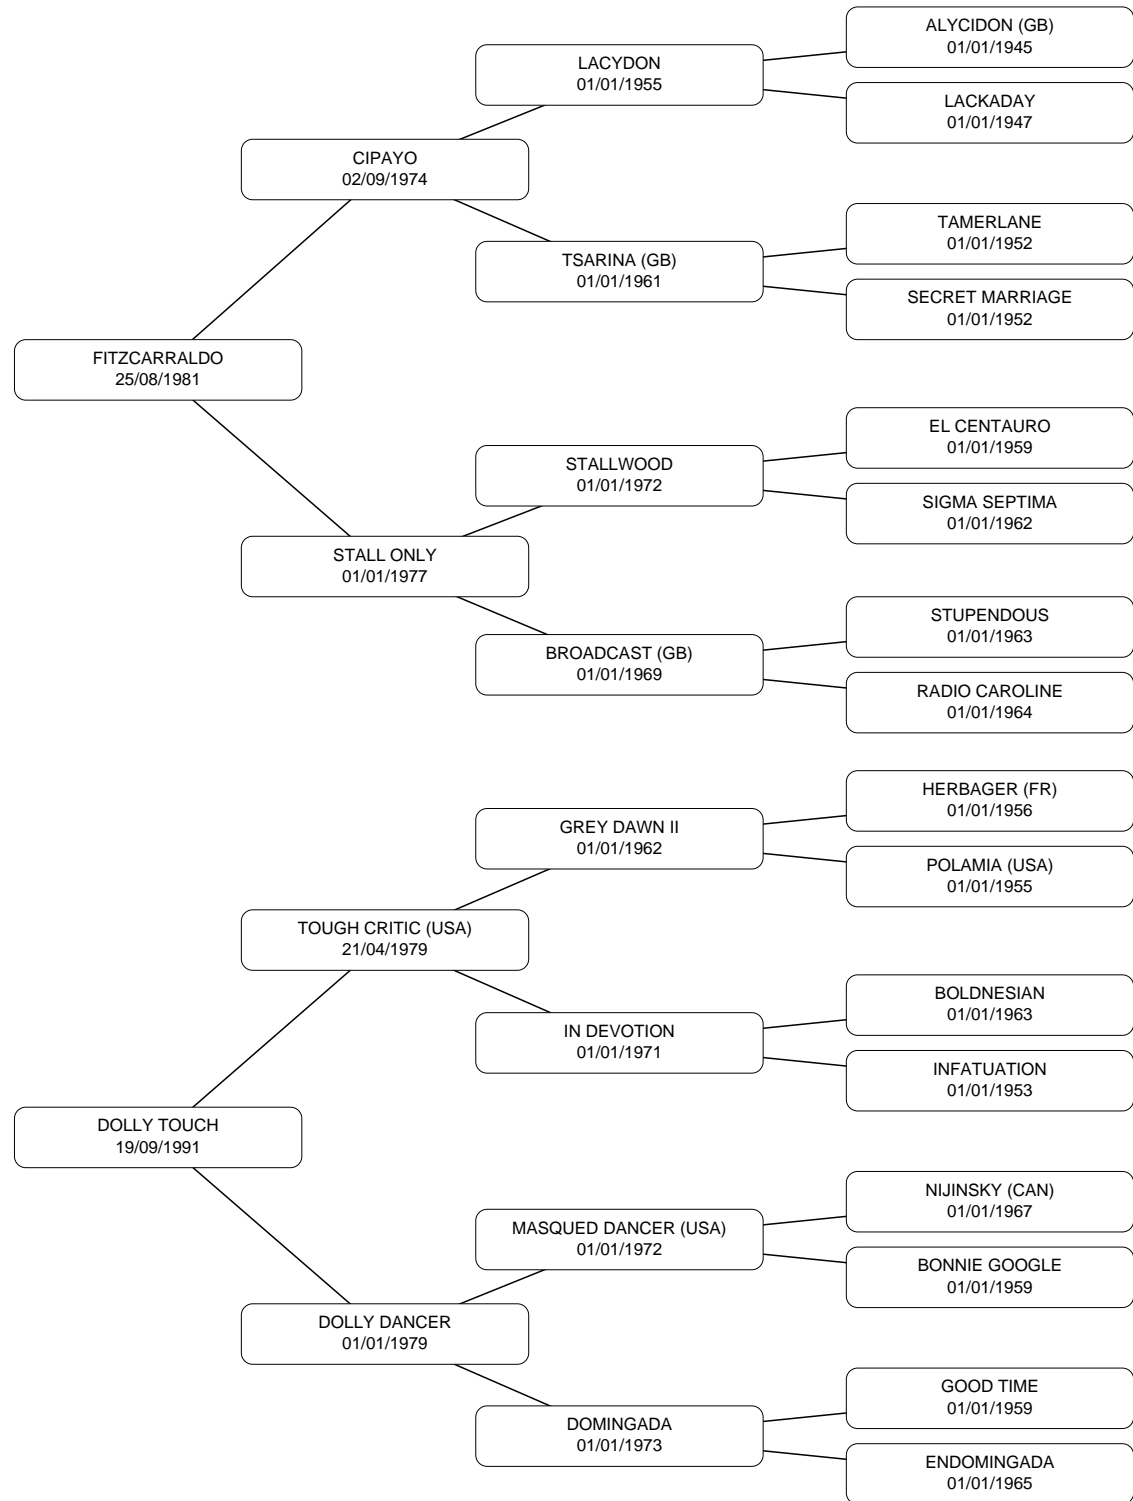 ALYCIDON (GB)
01/01/1945
LACYDON
01/01/1955
LACKADAY
01/01/1947
CIPAYO
02/09/1974
TAMERLANE
01/01/1952
TSARINA (GB)
01/01/1961
SECRET MARRIAGE
01/01/1952
FITZCARRALDO
25/08/1981
EL CENTAURO
01/01/1959
STALLWOOD
01/01/1972
SIGMA SEPTIMA
01/01/1962
STALL ONLY
01/01/1977
STUPENDOUS
01/01/1963
BROADCAST (GB)
01/01/1969
RADIO CAROLINE
01/01/1964
HERBAGER (FR)
01/01/1956
GREY DAWN II
01/01/1962
POLAMIA (USA)
01/01/1955
TOUGH CRITIC (USA)
21/04/1979
BOLDNESIAN
01/01/1963
IN DEVOTION
01/01/1971
INFATUATION
01/01/1953
DOLLY TOUCH
19/09/1991
NIJINSKY (CAN)
01/01/1967
MASQUED DANCER (USA)
01/01/1972
BONNIE GOOGLE
01/01/1959
DOLLY DANCER
01/01/1979
GOOD TIME
01/01/1959
DOMINGADA
01/01/1973
ENDOMINGADA
01/01/1965